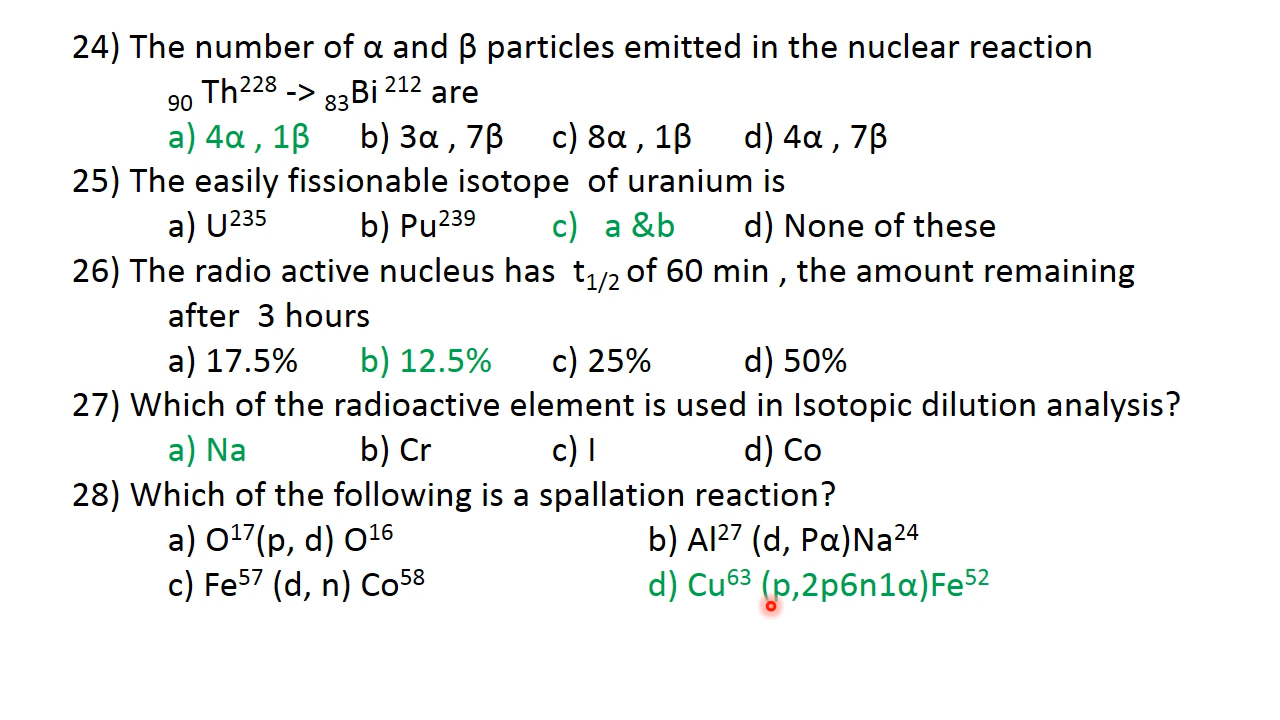 24) The number of α and β particles emitted in the nuclear reaction
₉₀ Th²²⁸ -> ₈₃Bi ²¹² are
a) 4α , 1β b) 3α , 7β c) 8α , 1β d) 4α , 7β
25) The easily fissionable isotope of uranium is
a) U²³⁵ b) Pu²³⁹ c) a &b d) None of these
26) The radio active nucleus has t₁/₂ of 60 min , the amount remaining
after 3 hours
a) 17.5% b) 12.5% c) 25% d) 50%
27) Which of the radioactive element is used in Isotopic dilution analysis?
a) Na b) Cr c) I d) Co
28) Which of the following is a spallation reaction?
a) O¹⁷(p, d) O¹⁶ b) Al²⁷ (d, Pα)Na²⁴
c) Fe⁵⁷ (d, n) Co⁵⁸ d) Cu⁶³ (p,2p6n1α)Fe⁵²